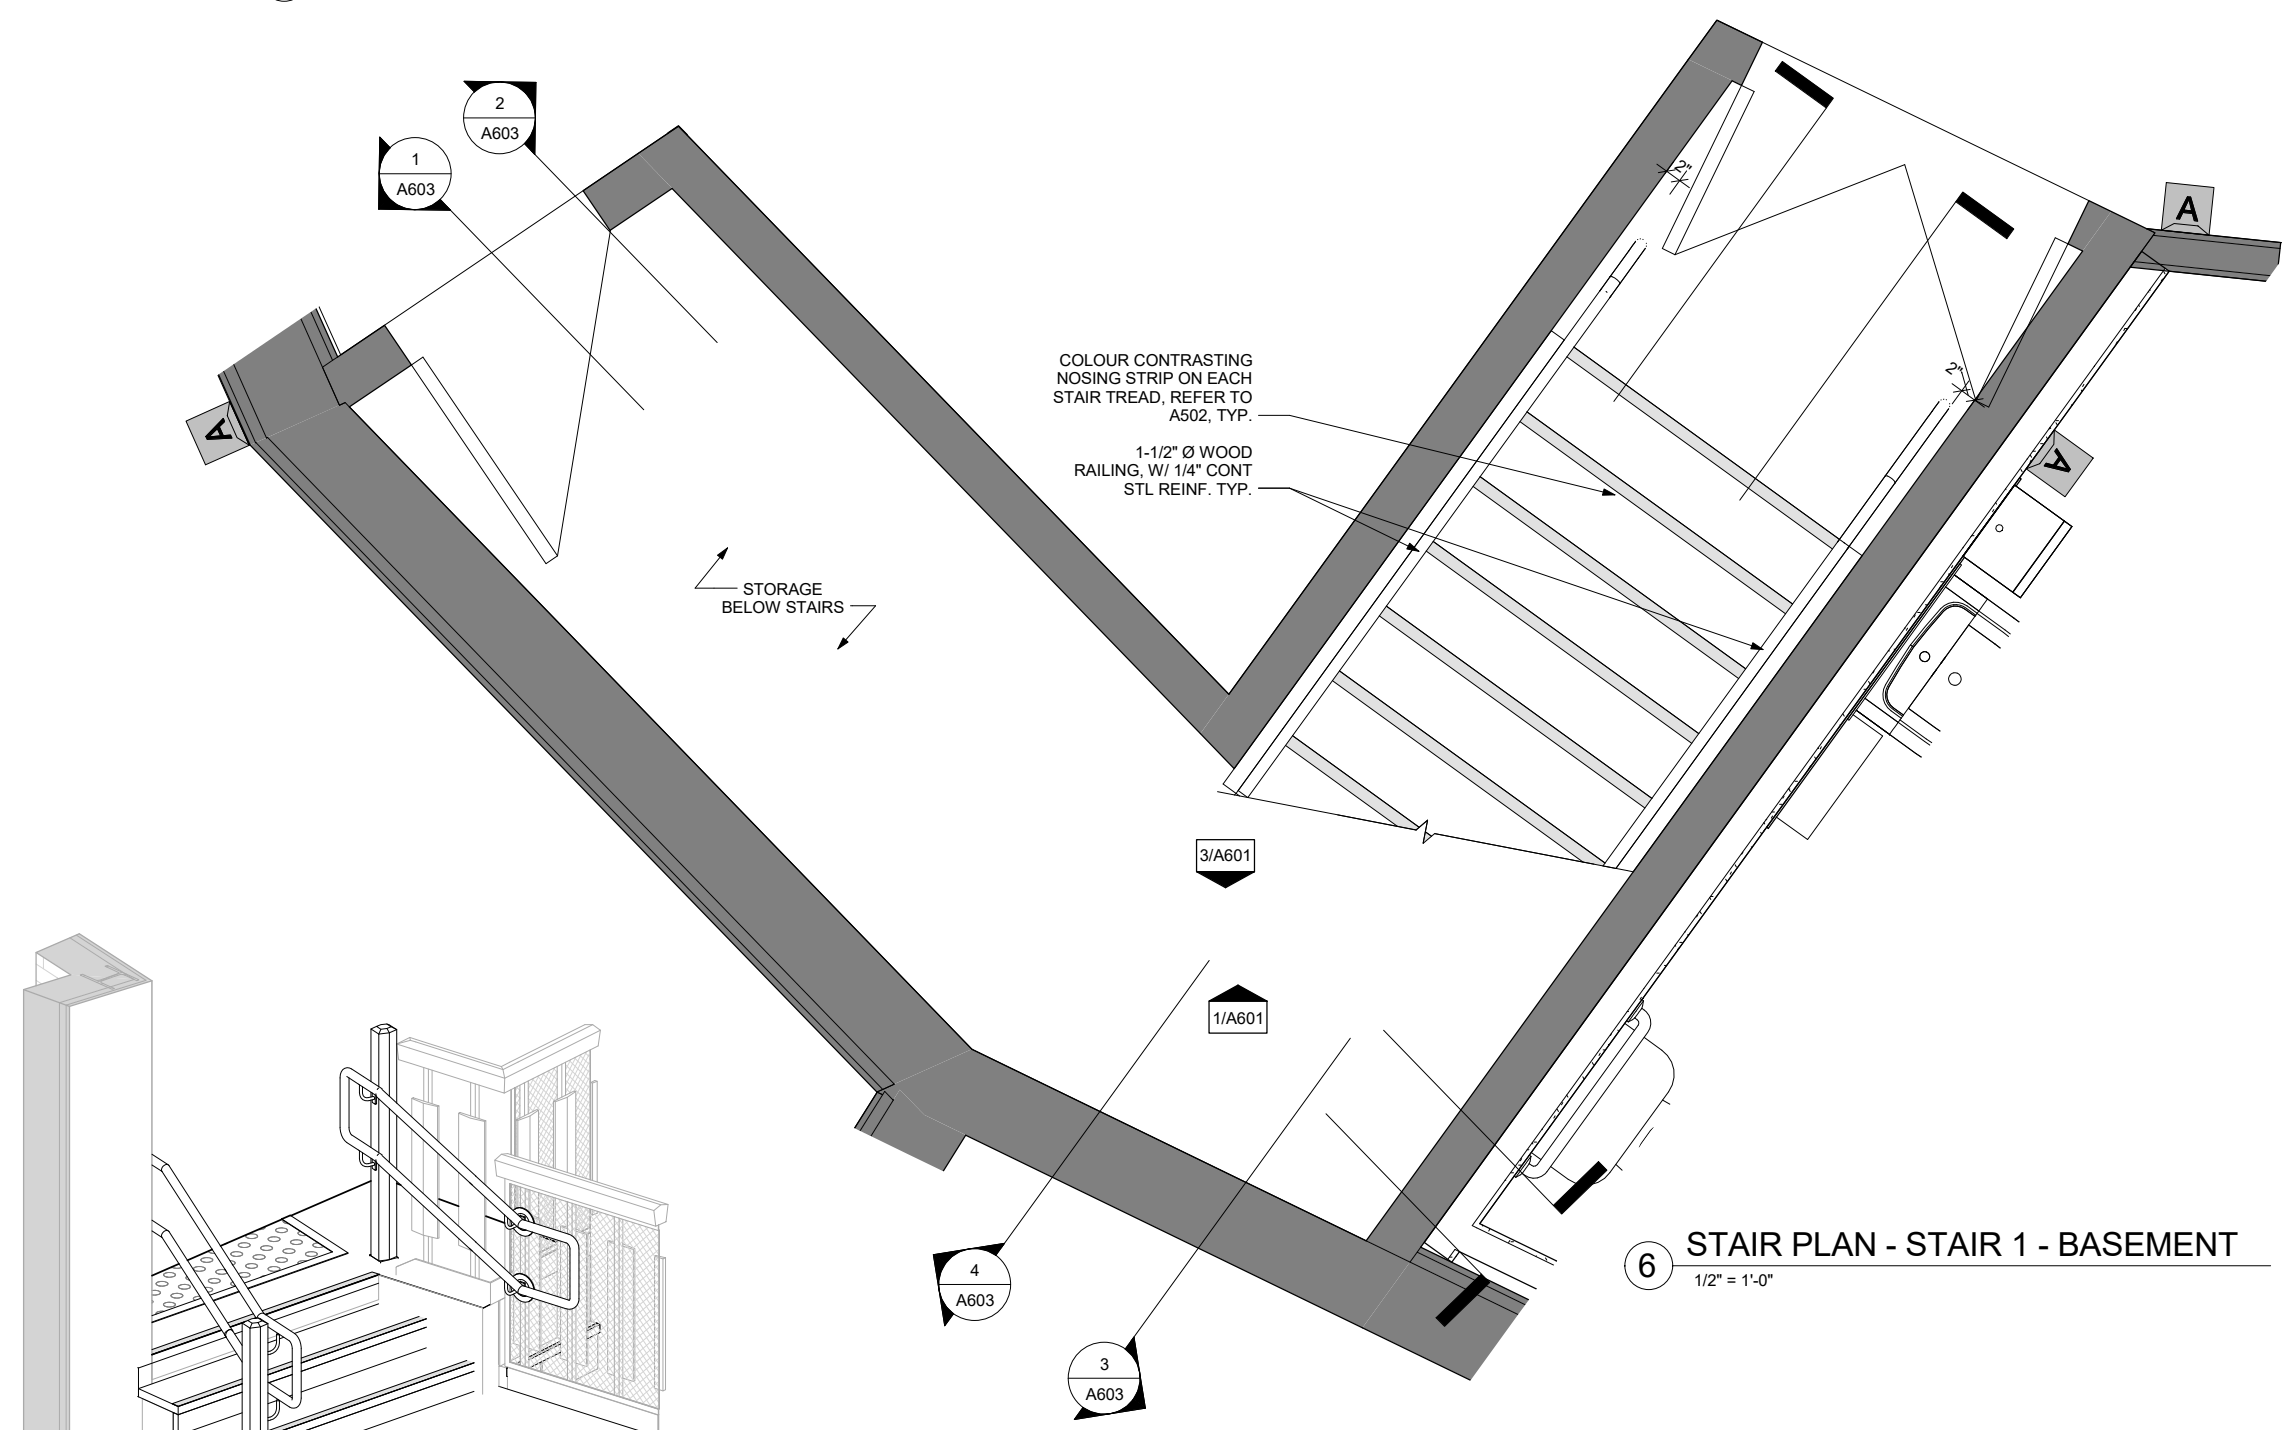 2
A603
1
A603
A
2"
A
COLOUR CONTRASTING
NOSING STRIP ON EACH
STAIR TREAD, REFER TO
A502, TYP.
2"
1-1/2" Ø WOOD
RAILING, W/ 1/4" CONT
STL REINF. TYP.
A
STORAGE
BELOW STAIRS
3/A601
1/A601
4
A603
3
A603
6
STAIR PLAN - STAIR 1 - BASEMENT
1/2" = 1'-0"